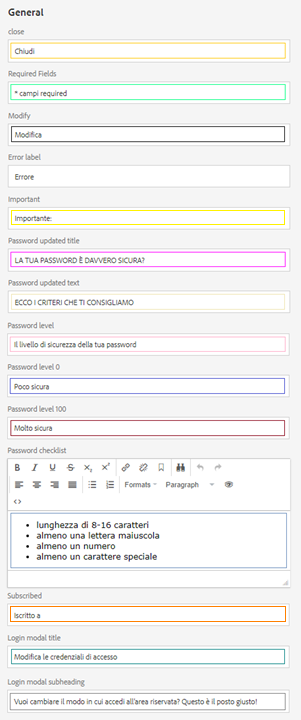 General
close
Chiudi
Required Fields
* campi required
Modify
Modifica
Error label
Errore
Important
Importante:
Password updated title
LA TUA PASSWORD È DAVVERO SICURA?
Password updated text
ECCO I CRITERI CHE TI CONSIGLIAMO
Password level
Il livello di sicurezza della tua password
Password level 0
Poco sicura
Password level 100
Molto sicura
Password checklist
B I U S x₂ x²
Formats Paragraph
• lunghezza di 8-16 caratteri
• almeno una lettera maiuscola
• almeno un numero
• almeno un carattere speciale
Subscribed
Iscritto a
Login modal title
Modifica le credenziali di accesso
Login modal subheading
Vuoi cambiare il modo in cui accedi all'area riservata? Questo è il posto giusto!